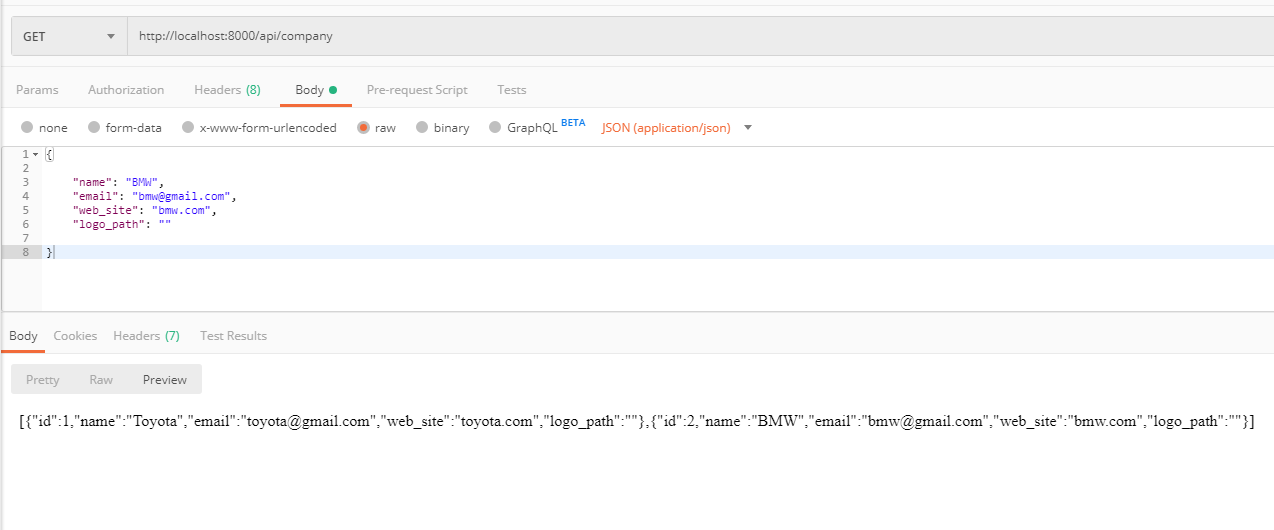 GET http://localhost:8000/api/company
Params Authorization Headers (8) Body Pre-request Script Tests
none form-data x-www-form-urlencoded raw binary GraphQL BETA JSON (application/json)
1 {
2
3 "name": "BMW",
4 "email": "bmw@gmail.com",
5 "web_site": "bmw.com",
6 "logo_path": ""
7
8 }
Body Cookies Headers (7) Test Results
Pretty Raw Preview
[{"id":1,"name":"Toyota","email":"toyota@gmail.com","web_site":"toyota.com","logo_path":""},{"id":2,"name":"BMW","email":"bmw@gmail.com","web_site":"bmw.com","logo_path":""}]